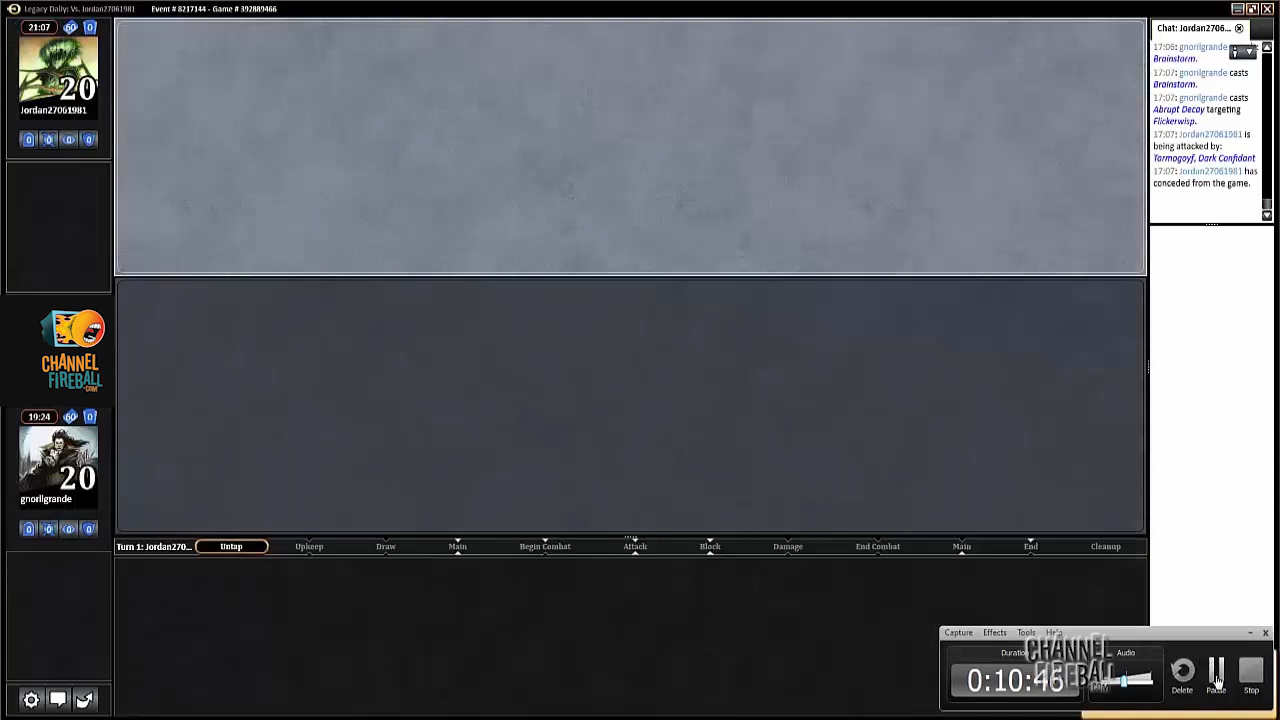 Legacy Daily: Vs. Jordan27061981 Event # 8217144 - Game # 392889466
21:07 60 0
20
Jordan27061981
0 0 0 0
CHANNEL
FIREBALL
.COM
19:24 60 0
20
gnorilgrande
0 0 0 0
Chat: Jordan2706...
17:06: gnorilgrande
Brainstorm.
17:07: gnorilgrande casts
Brainstorm.
17:07: gnorilgrande casts
Abrupt Decay targeting
Flickerwisp.
17:07: Jordan27061981 is
being attacked by:
Tarmogoyf, Dark Confidant
17:07: Jordan27061981 has
conceded from the game.
Turn 1: Jordan270... Untap Upkeep Draw Main Begin Combat Attack Block Damage End Combat Main End Cleanup
Capture Effects Tools Help
Duration Audio
0:10:46
Delete Pause Stop
CHANNEL
FIREBALL
.COM